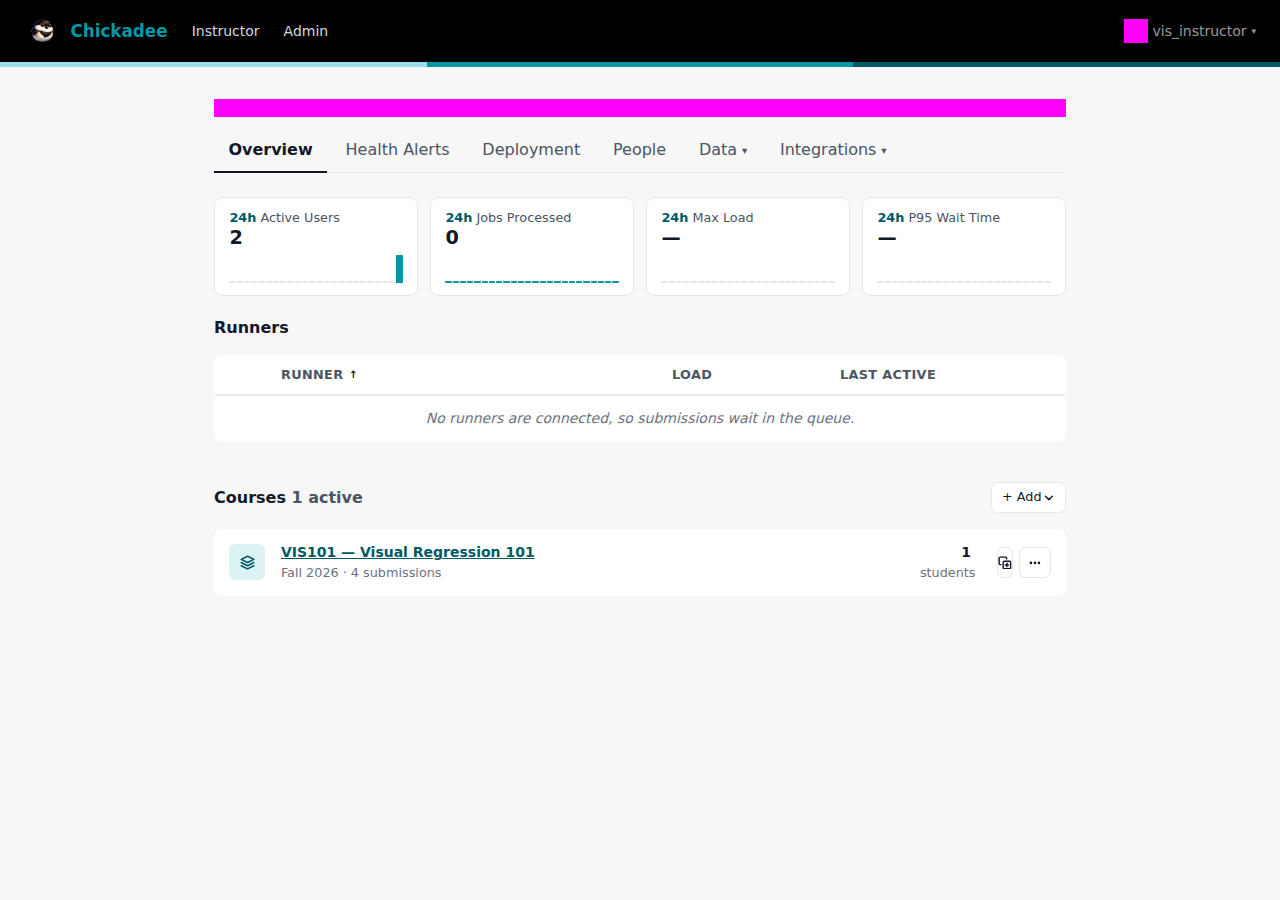 Chickadee Instructor Admin vis_instructor ▾
Overview Health Alerts Deployment People Data ▾ Integrations ▾
24h Active Users 24h Jobs Processed 24h Max Load 24h P95 Wait Time
2 0 — —
Runners
RUNNER ↑ LOAD LAST ACTIVE
No runners are connected, so submissions wait in the queue.
Courses 1 active + Add
VIS101 — Visual Regression 101 1
Fall 2026 · 4 submissions students